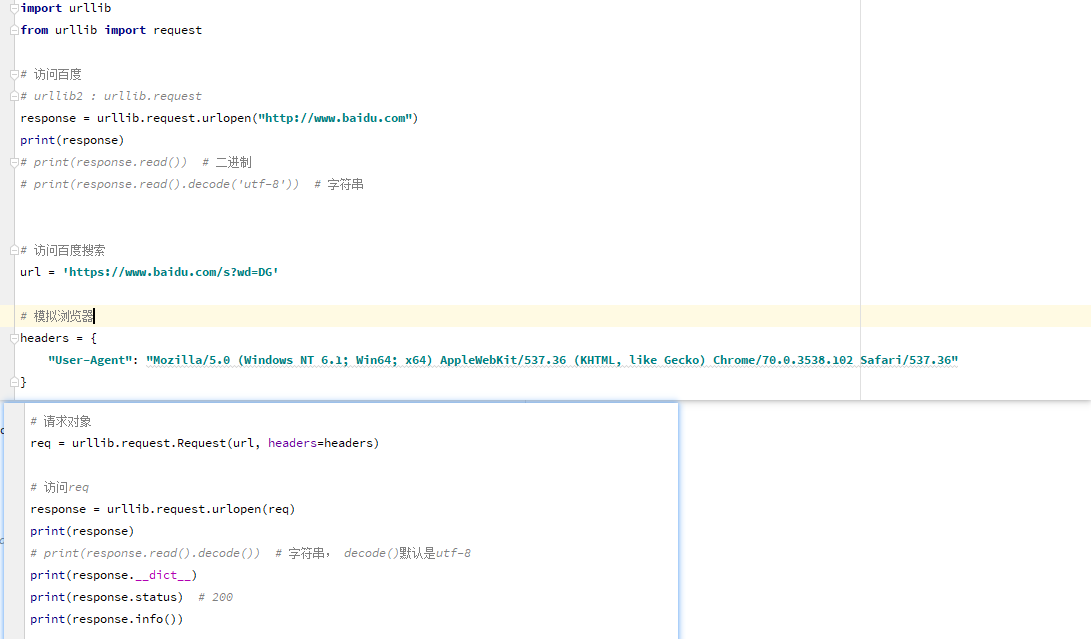 import urllib
from urllib import request
# 访问百度
# urllib2 : urllib.request
response = urllib.request.urlopen("http://www.baidu.com")
print(response)
# print(response.read())  # 二进制
# print(response.read().decode('utf-8'))  # 字符串
# 访问百度搜索
url = 'https://www.baidu.com/s?wd=DG'
# 模拟浏览器
headers = {
    "User-Agent": "Mozilla/5.0 (Windows NT 6.1; Win64; x64) AppleWebKit/537.36 (KHTML, like Gecko) Chrome/70.0.3538.102 Safari/537.36"
}
# 请求对象
req = urllib.request.Request(url, headers=headers)
# 访问req
response = urllib.request.urlopen(req)
print(response)
# print(response.read().decode())  # 字符串， decode()默认是utf-8
print(response.__dict__)
print(response.status)  # 200
print(response.info())